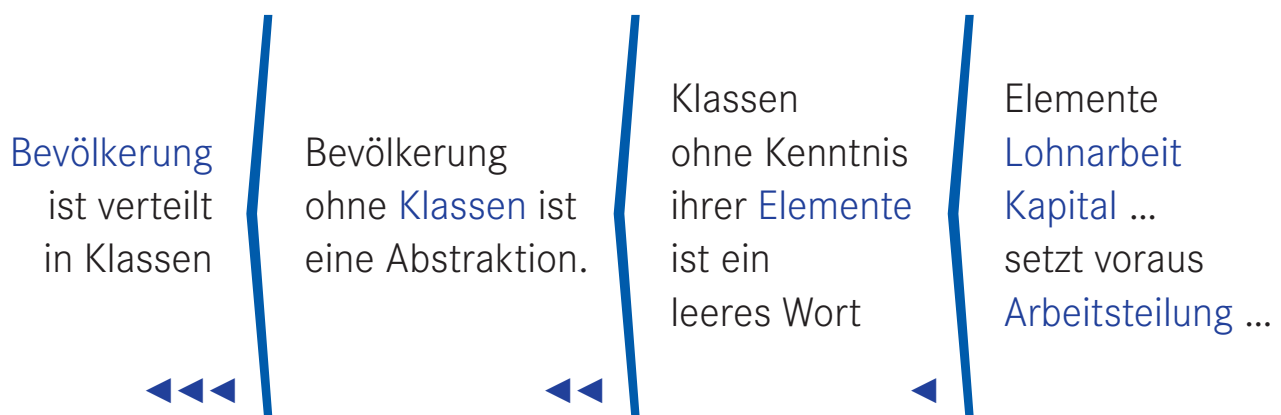 Bevölkerung
ist verteilt
in Klassen
Bevölkerung
ohne Klassen ist
eine Abstraktion.
Klassen
ohne Kenntnis
ihrer Elemente
ist ein
leeres Wort
Elemente
Lohnarbeit
Kapital ...
setzt voraus
Arbeitsteilung ...